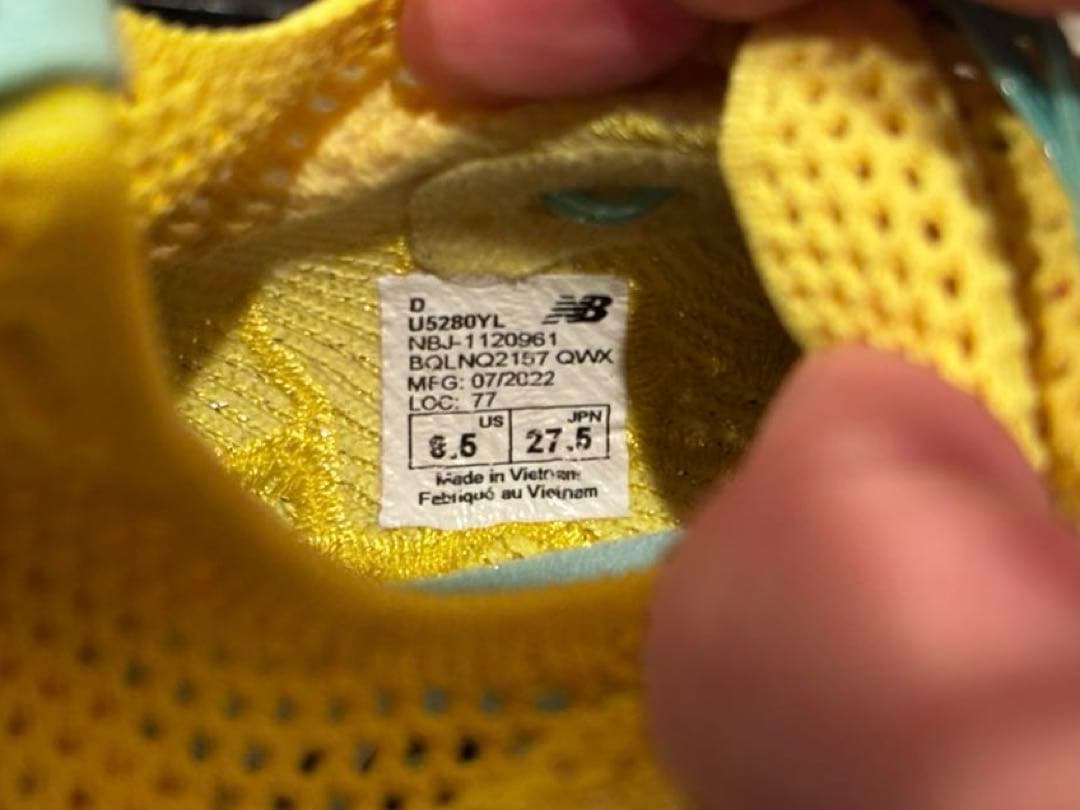 D
NB
U5280YL
NBJ-1120961
BQLNQ2157 QWX
MFG: 07/2022
LOC: 77
US JPN
27.5
Made in Vietnam
Fabriqué au Vietnam